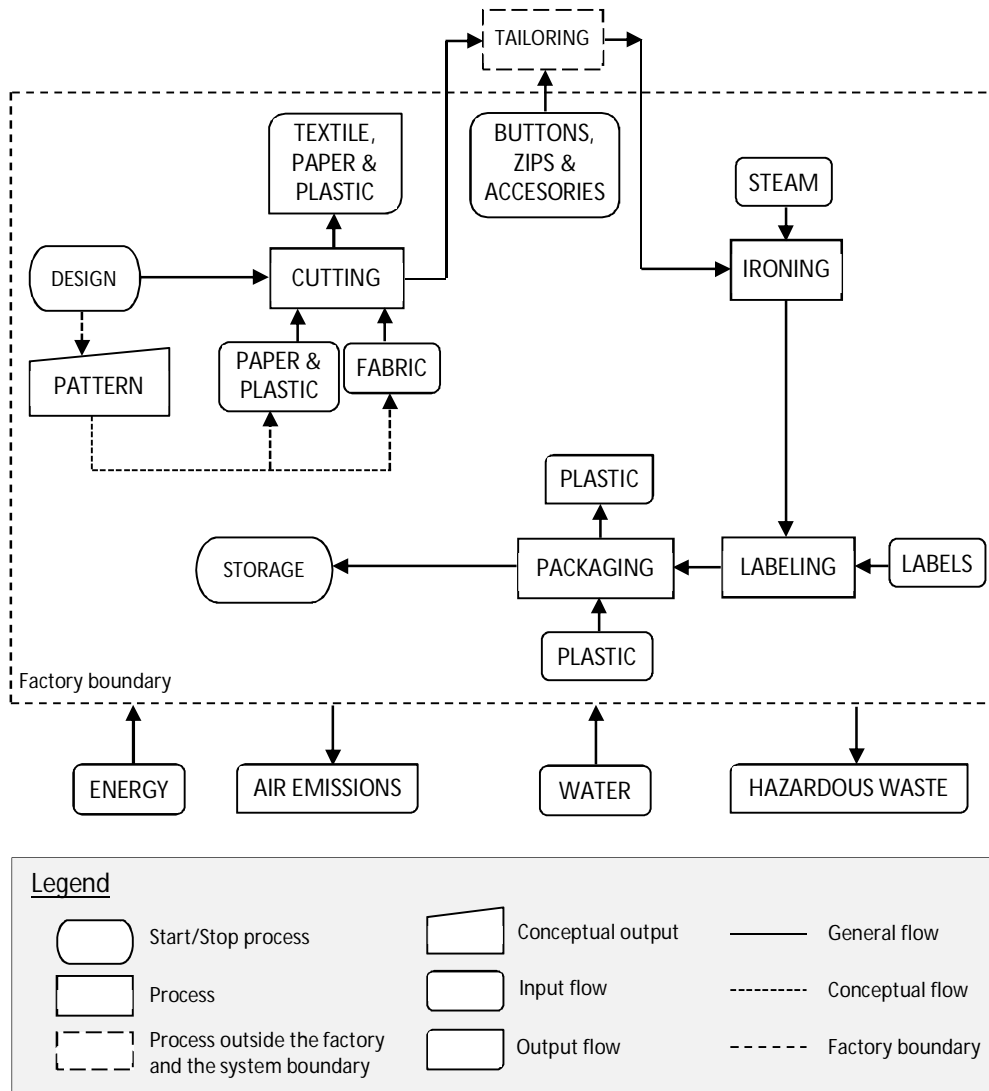 TAILORING
TEXTILE,
PAPER &
PLASTIC
BUTTONS,
ZIPS &
ACCESORIES
STEAM
DESIGN
CUTTING
IRONING
PATTERN
PAPER &
PLASTIC
FABRIC
PLASTIC
STORAGE
PACKAGING
LABELING
LABELS
PLASTIC
Factory boundary
ENERGY
AIR EMISSIONS
WATER
HAZARDOUS WASTE
Legend
Start/Stop process
Conceptual output
General flow
Process
Input flow
Conceptual flow
Process outside the factory
and the system boundary
Output flow
Factory boundary